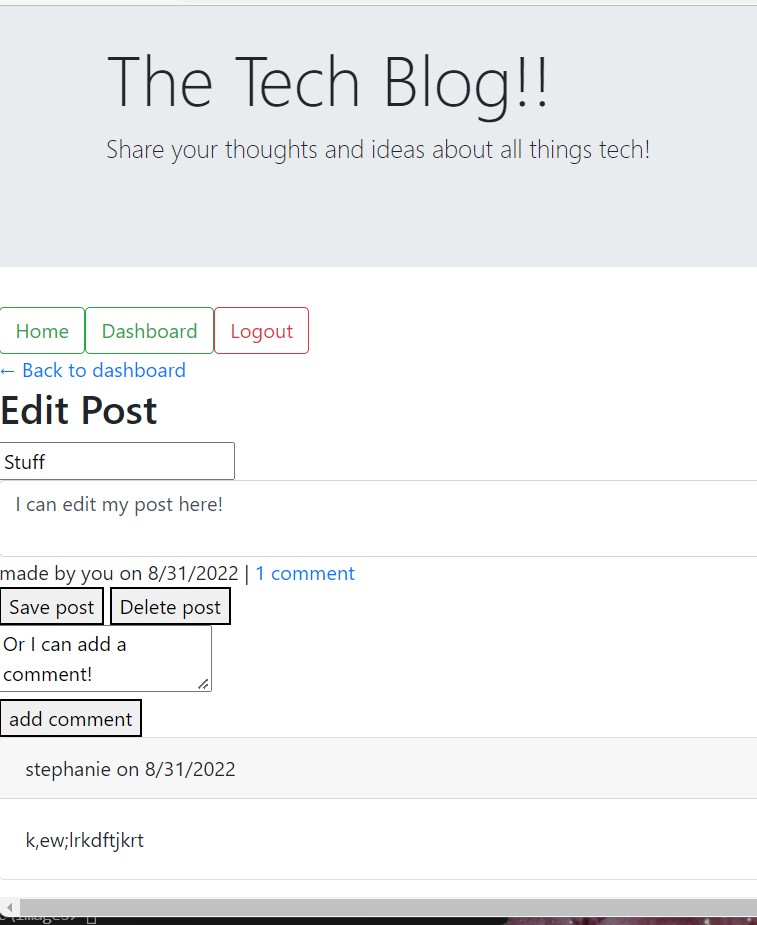 The Tech Blog!!
Share your thoughts and ideas about all things tech!
Home Dashboard Logout
← Back to dashboard
Edit Post
Stuff
I can edit my post here!
made by you on 8/31/2022 | 1 comment
Save post Delete post
Or I can add a
comment!
add comment
stephanie on 8/31/2022
k,ew;lrkdftjkrt